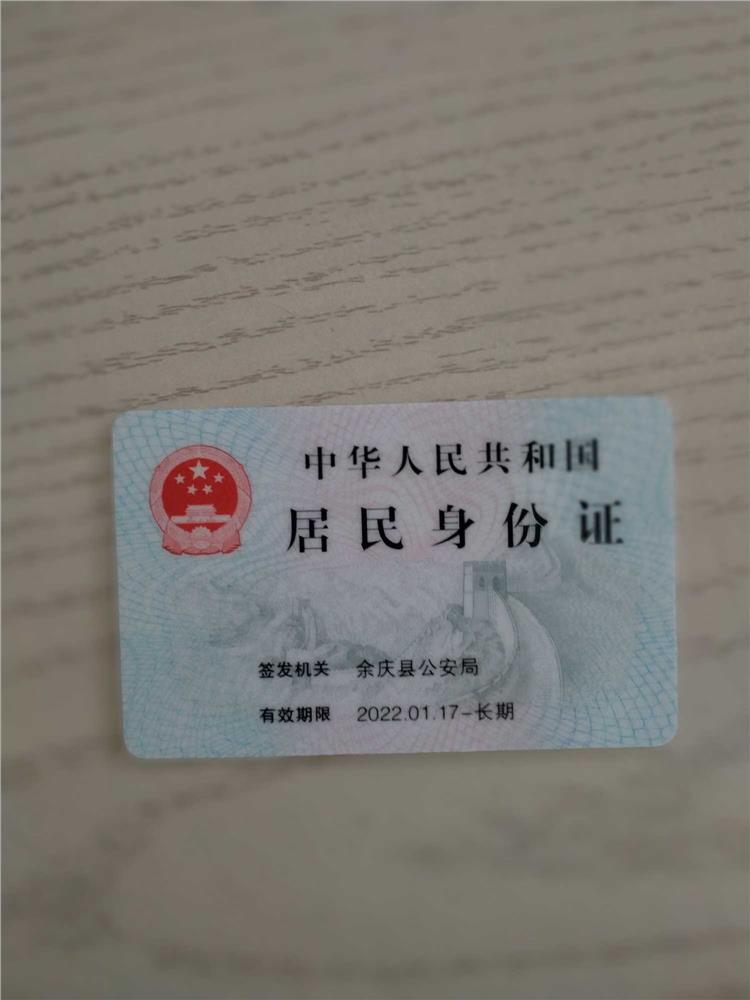 中华人民共和国
居民身份证
签发机关 余庆县公安局
有效期限 2022.01.17-长期